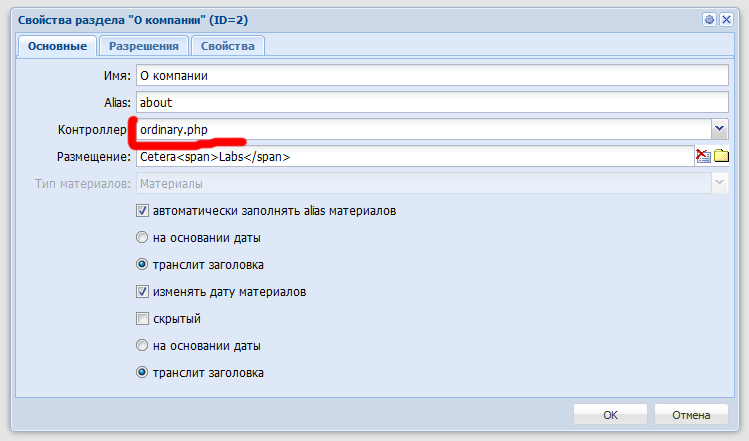 Свойства раздела "О компании" (ID=2)
Основные Разрешения Свойства
Имя: О компании
Alias: about
Контроллер ordinary.php
Размещение: Cetera<span>Labs</span>
Тип материалов: Материалы
автоматически заполнять alias материалов
на основании даты
транслит заголовка
изменять дату материалов
скрытый
на основании даты
транслит заголовка
OK Отмена